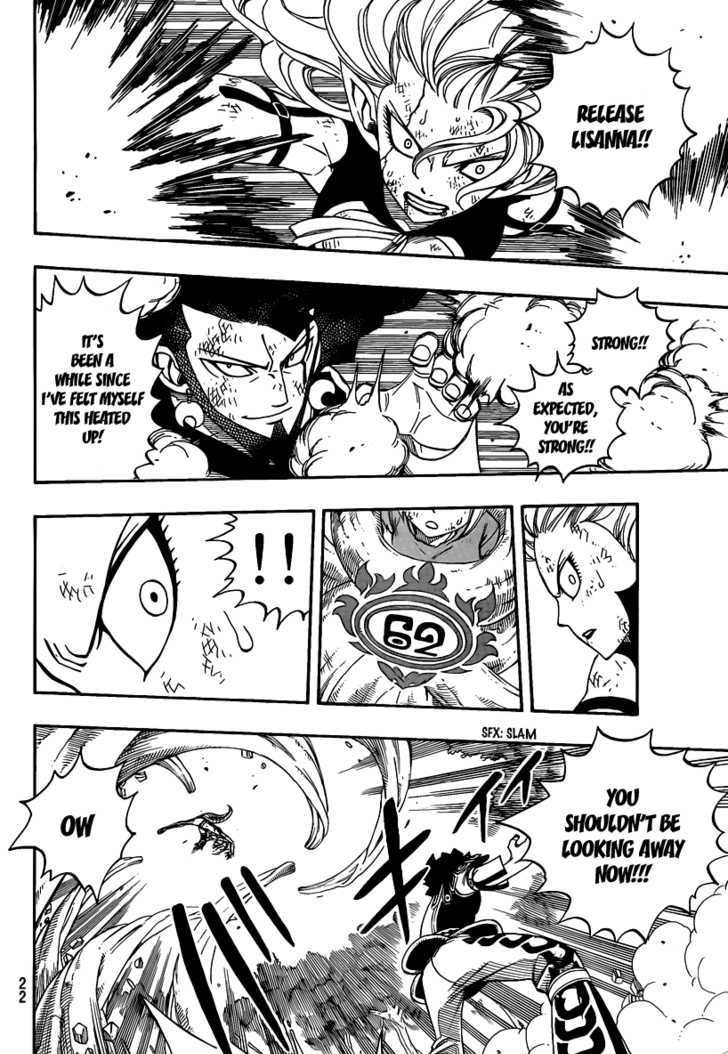 RELEASE
LISANNA!!
STRONG!!
AS
EXPECTED,
YOU'RE
STRONG!!
IT'S
BEEN A
WHILE SINCE
I'VE FELT MYSELF
THIS HEATED
UP!
!!
SFX: SLAM
YOU
SHOULDN'T BE
LOOKING AWAY
NOW!!!
OW
22